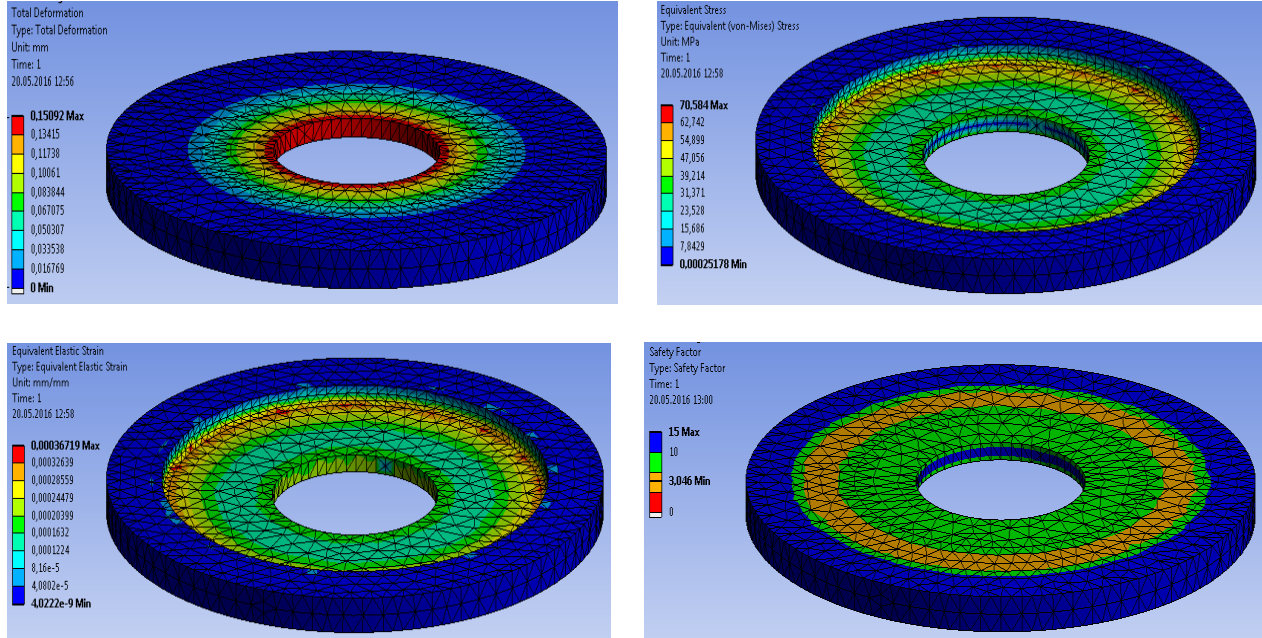 Total Deformation
Type: Total Deformation
Unit: mm
Time: 1
20.05.2016 12:56
0,15092 Max
0,13415
0,11738
0,10061
0,083844
0,067075
0,050307
0,033538
0,016769
0 Min
Equivalent Stress
Type: Equivalent (von-Mises) Stress
Unit: MPa
Time: 1
20.05.2016 12:58
70,584 Max
62,742
54,899
47,056
39,214
31,371
23,528
15,686
7,8429
0,00025178 Min
Equivalent Elastic Strain
Type: Equivalent Elastic Strain
Unit: mm/mm
Time: 1
20.05.2016 12:58
0,00036719 Max
0,00032639
0,00028559
0,00024479
0,00020399
0,0001632
0,0001224
8,16e-5
4,0802e-5
4,0222e-9 Min
Safety Factor
Type: Safety Factor
Time: 1
20.05.2016 13:00
15 Max
10
3,046 Min
0